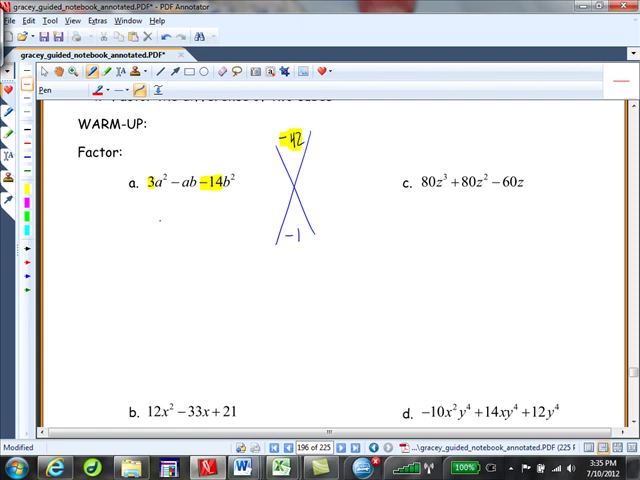 gracey_guided_notebook_annotated.PDF* - PDF Annotator
File Edit Tool View Extras Window Help
gracey_guided_notebook_annotated.PDF*
Pen
WARM-UP:
-42
Factor:
a. 3a² − ab −14b²
c. 80z³ + 80z² − 60z
-1
b. 12x² − 33x + 21
d. −10x²y⁴ + 14xy⁴ + 12y⁴
Modified
196 of 225
...\gracey_guided_notebook_annotated.PDF (225 F
100%
3:35 PM
7/10/2012